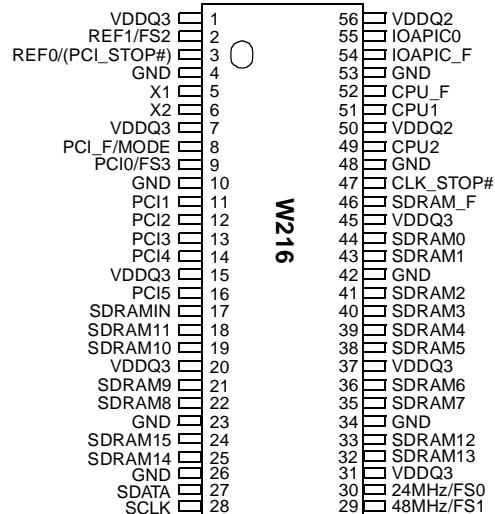 VDDQ3 1 56 VDDQ2
REF1/FS2 2 55 IOAPIC0
REF0/(PCI_STOP#) 3 54 IOAPIC_F
GND 4 53 GND
X1 5 52 CPU_F
X2 6 51 CPU1
VDDQ3 7 50 VDDQ2
PCI_F/MODE 8 49 CPU2
PCI0/FS3 9 48 GND
GND 10 47 CLK_STOP#
PCI1 11 46 SDRAM_F
PCI2 12 45 VDDQ3
PCI3 13 44 SDRAM0
PCI4 14 43 SDRAM1
VDDQ3 15 42 GND
PCI5 16 41 SDRAM2
SDRAMIN 17 40 SDRAM3
SDRAM11 18 39 SDRAM4
SDRAM10 19 38 SDRAM5
VDDQ3 20 37 VDDQ3
SDRAM9 21 36 SDRAM6
SDRAM8 22 35 SDRAM7
GND 23 34 GND
SDRAM15 24 33 SDRAM12
SDRAM14 25 32 SDRAM13
GND 26 31 VDDQ3
SDATA 27 30 24MHz/FS0
SCLK 28 29 48MHz/FS1
W216